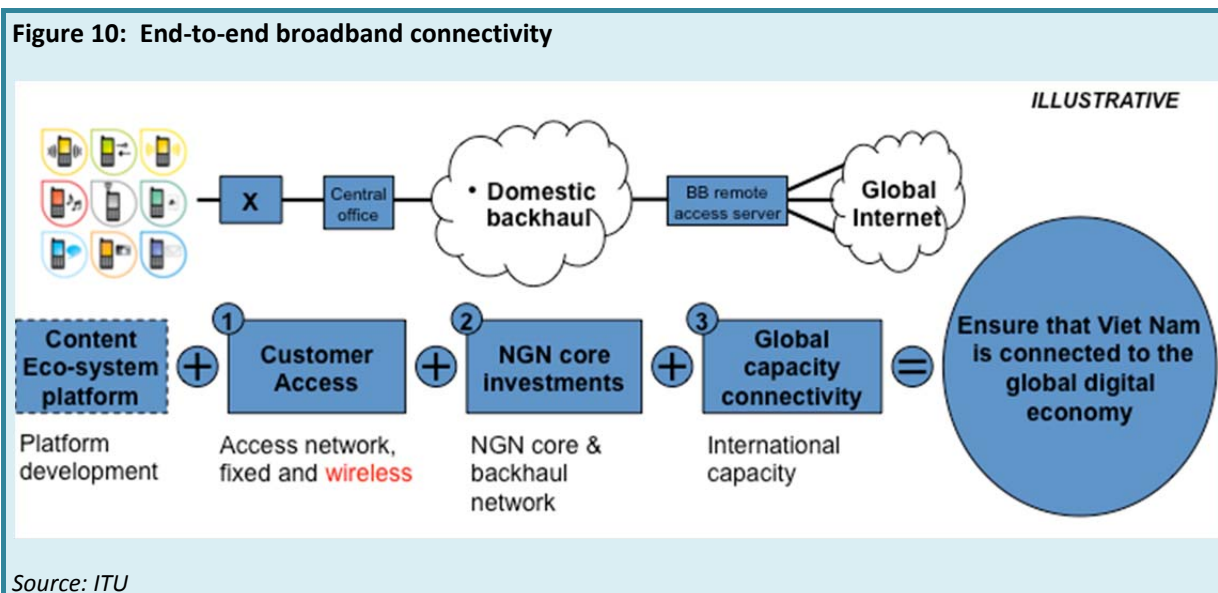 Figure 10: End-to-end broadband connectivity
ILLUSTRATIVE
X
Central
office
• Domestic
backhaul
BB remote
access server
Global
Internet
Content
Eco-system
platform
+
1
Customer
Access
+
2
NGN core
investments
+
3
Global
capacity
connectivity
=
Ensure that Viet Nam
is connected to the
global digital
economy
Platform
development
Access network,
fixed and wireless
NGN core &
backhaul
network
International
capacity
Source: ITU